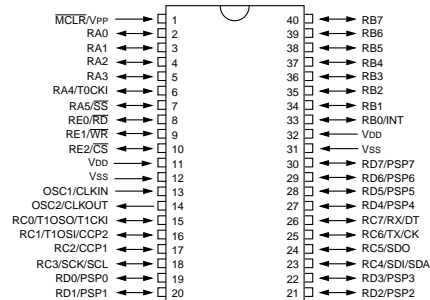 MCLR/VPP 1 40 RB7
RA0 2 39 RB6
RA1 3 38 RB5
RA2 4 37 RB4
RA3 5 36 RB3
RA4/T0CKI 6 35 RB2
RA5/SS 7 34 RB1
RE0/RD 8 33 RB0/INT
RE1/WR 9 32 VDD
RE2/CS 10 31 VSS
VDD 11 30 RD7/PSP7
VSS 12 29 RD6/PSP6
OSC1/CLKIN 13 28 RD5/PSP5
OSC2/CLKOUT 14 27 RD4/PSP4
RC0/T1OSO/T1CKI 15 26 RC7/RX/DT
RC1/T1OSI/CCP2 16 25 RC6/TX/CK
RC2/CCP1 17 24 RC5/SDO
RC3/SCK/SCL 18 23 RC4/SDI/SDA
RD0/PSP0 19 22 RD3/PSP3
RD1/PSP1 20 21 RD2/PSP2